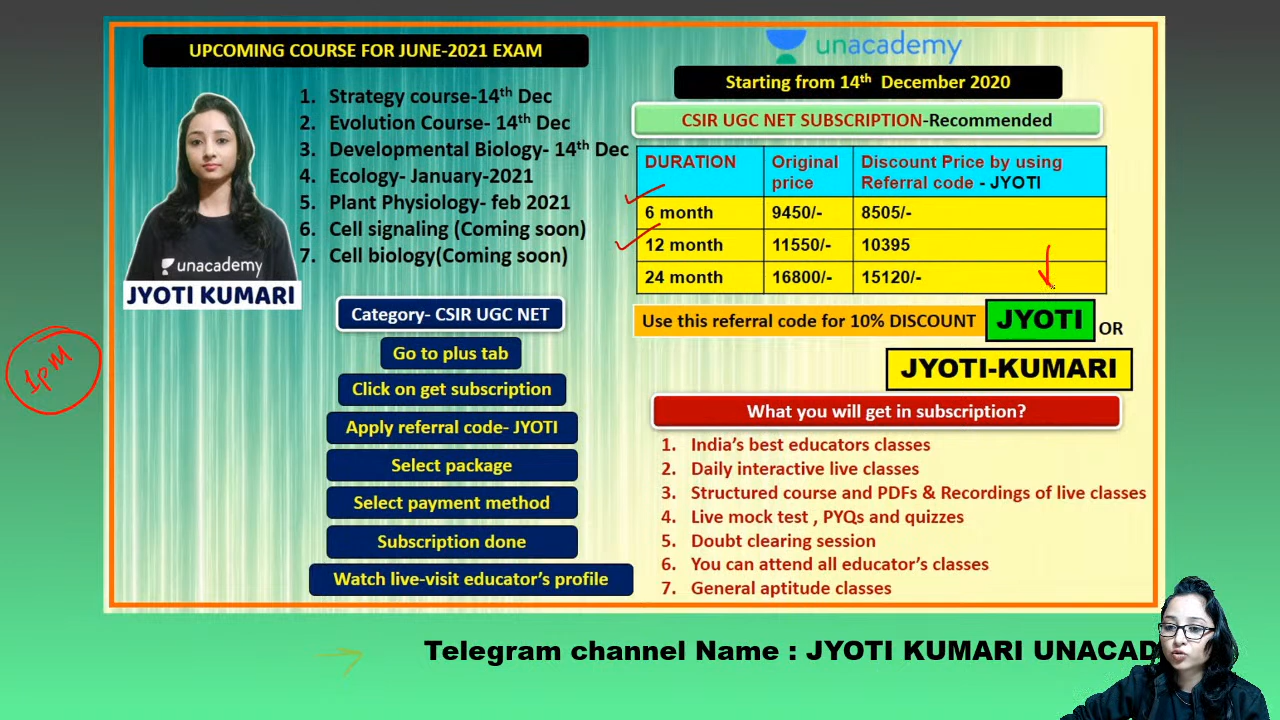 UPCOMING COURSE FOR JUNE-2021 EXAM
unacademy
JYOTI KUMARI
1. Strategy course-14th Dec
2. Evolution Course- 14th Dec
3. Developmental Biology- 14th Dec
4. Ecology- January-2021
5. Plant Physiology- feb 2021
6. Cell signaling (Coming soon)
7. Cell biology(Coming soon)
Category- CSIR UGC NET
Go to plus tab
Click on get subscription
Apply referral code- JYOTI
Select package
Select payment method
Subscription done
Watch live-visit educator's profile
1pm
unacademy
Starting from 14th December 2020
CSIR UGC NET SUBSCRIPTION-Recommended
DURATION Original price Discount Price by using Referral code - JYOTI
6 month 9450/- 8505/-
12 month 11550/- 10395
24 month 16800/- 15120/-
Use this referral code for 10% DISCOUNT JYOTI OR
JYOTI-KUMARI
What you will get in subscription?
1. India's best educators classes
2. Daily interactive live classes
3. Structured course and PDFs & Recordings of live classes
4. Live mock test , PYQs and quizzes
5. Doubt clearing session
6. You can attend all educator's classes
7. General aptitude classes
Telegram channel Name : JYOTI KUMARI UNACAD